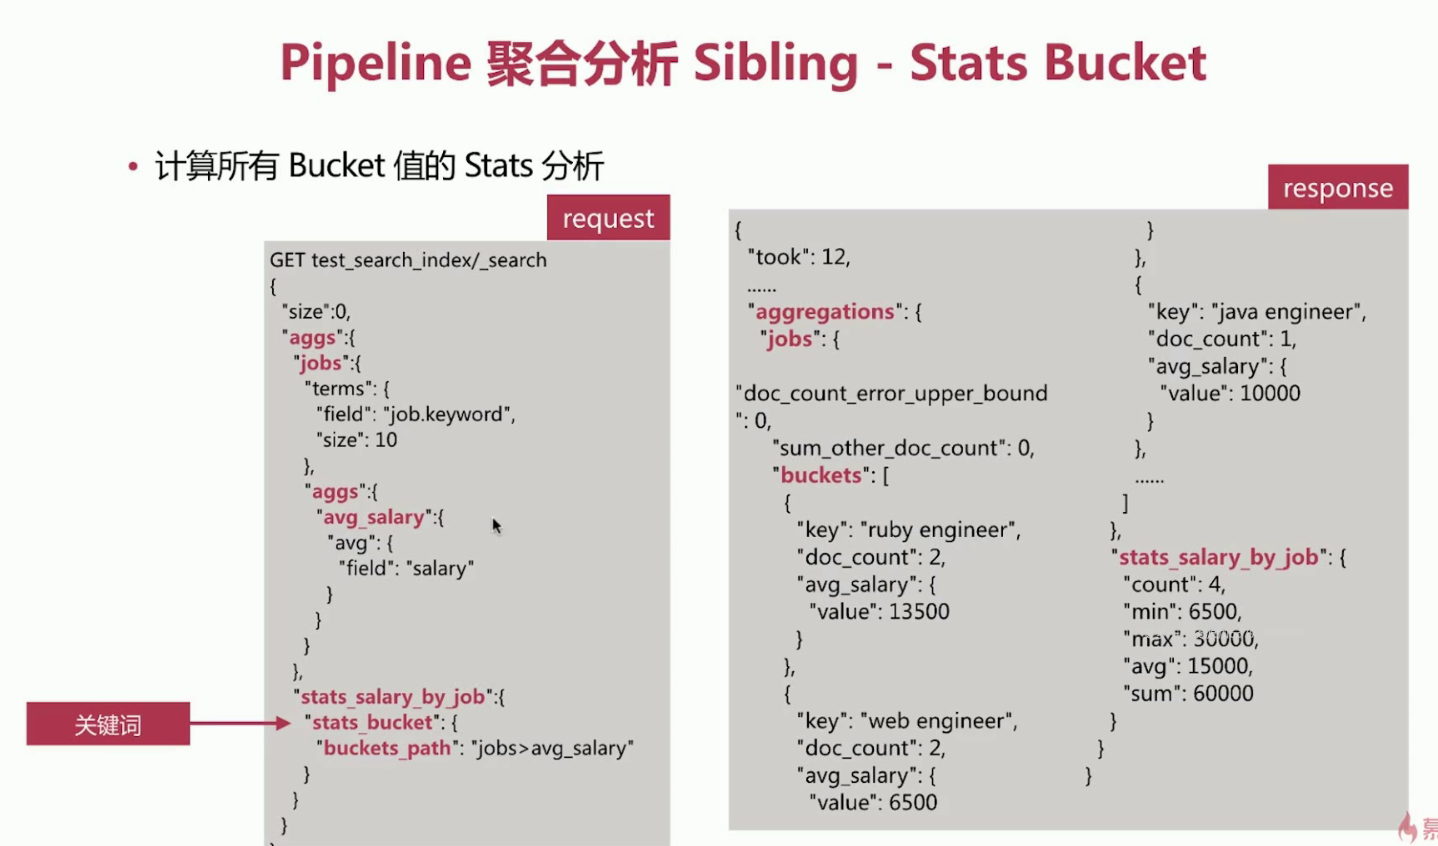 Pipeline 聚合分析 Sibling - Stats Bucket
• 计算所有 Bucket 值的 Stats 分析
request
GET test_search_index/_search
{
"size":0,
"aggs":{
"jobs":{
"terms": {
"field": "job.keyword",
"size": 10
},
"aggs":{
"avg_salary":{
"avg": {
"field": "salary"
}
}
}
},
"stats_salary_by_job":{
"stats_bucket": {
"buckets_path": "jobs>avg_salary"
}
}
}
关键词
response
{
"took": 12,
......
"aggregations": {
"jobs": {
"doc_count_error_upper_bound
": 0,
"sum_other_doc_count": 0,
"buckets": [
{
"key": "ruby engineer",
"doc_count": 2,
"avg_salary": {
"value": 13500
}
},
{
"key": "web engineer",
"doc_count": 2,
"avg_salary": {
"value": 6500
}
},
{
"key": "java engineer",
"doc_count": 1,
"avg_salary": {
"value": 10000
}
},
......
]
},
"stats_salary_by_job": {
"count": 4,
"min": 6500,
"max": 30000,
"avg": 15000,
"sum": 60000
}
}
}